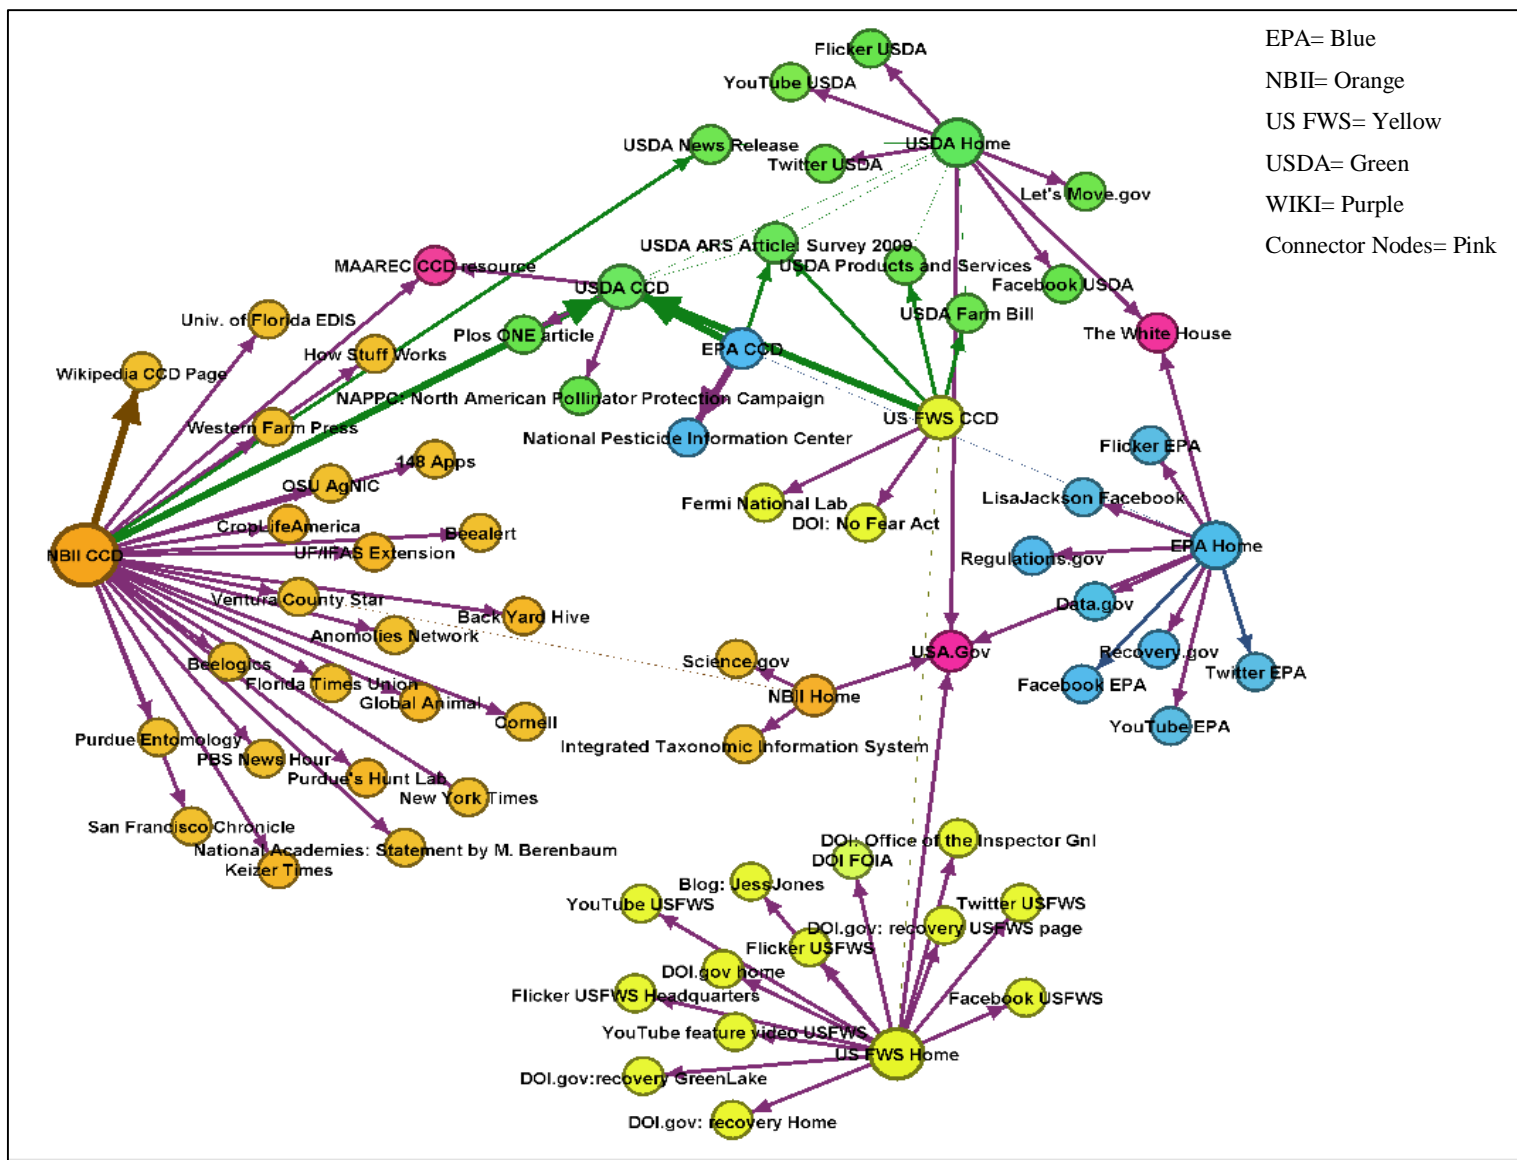 EPA= Blue
NBII= Orange
US FWS= Yellow
USDA= Green
WIKI= Purple
Connector Nodes= Pink
Flicker USDA
YouTube USDA
USDA News Release
USDA Home
Twitter USDA
Let's Move.gov
USDA ARS Article: Survey 2009
MAAREC CCD resource
USDA Products and Services
USDA CCD
Facebook USDA
USDA Farm Bill
Univ. of Florida EDIS
Plos ONE article
The White House
EPA CCD
How Stuff Works
Wikipedia CCD Page
NAPPC: North American Pollinator Protection Campaign
US FWS CCD
Western Farm Press
National Pesticide Information Center
Flicker EPA
148 Apps
OSU AgNIC
LisaJackson Facebook
Fermi National Lab
DOI: No Fear Act
CropLifeAmerica
Beealert
NBII CCD
UF/IFAS Extension
EPA Home
Regulations.gov
Ventura County Star
Data.gov
Back Yard Hive
Anomolies Network
Beelogics
Science.gov
USA.Gov
Recovery.gov
Twitter EPA
Florida Times Union
Facebook EPA
Global Animal
NBII Home
Cornell
YouTube EPA
Purdue Entomology
Integrated Taxonomic Information System
PBS News Hour
Purdue's Hunt Lab
New York Times
San Francisco Chronicle
National Academies: Statement by M. Berenbaum
Keizer Times
DOI: Office of the Inspector Gnl
DOI FOIA
Blog: JessJones
YouTube USFWS
Twitter USFWS
DOI.gov: recovery USFWS page
Flicker USFWS
DOI.gov home
Flicker USFWS Headquarters
Facebook USFWS
YouTube feature video USFWS
US FWS Home
DOI.gov:recovery GreenLake
DOI.gov: recovery Home